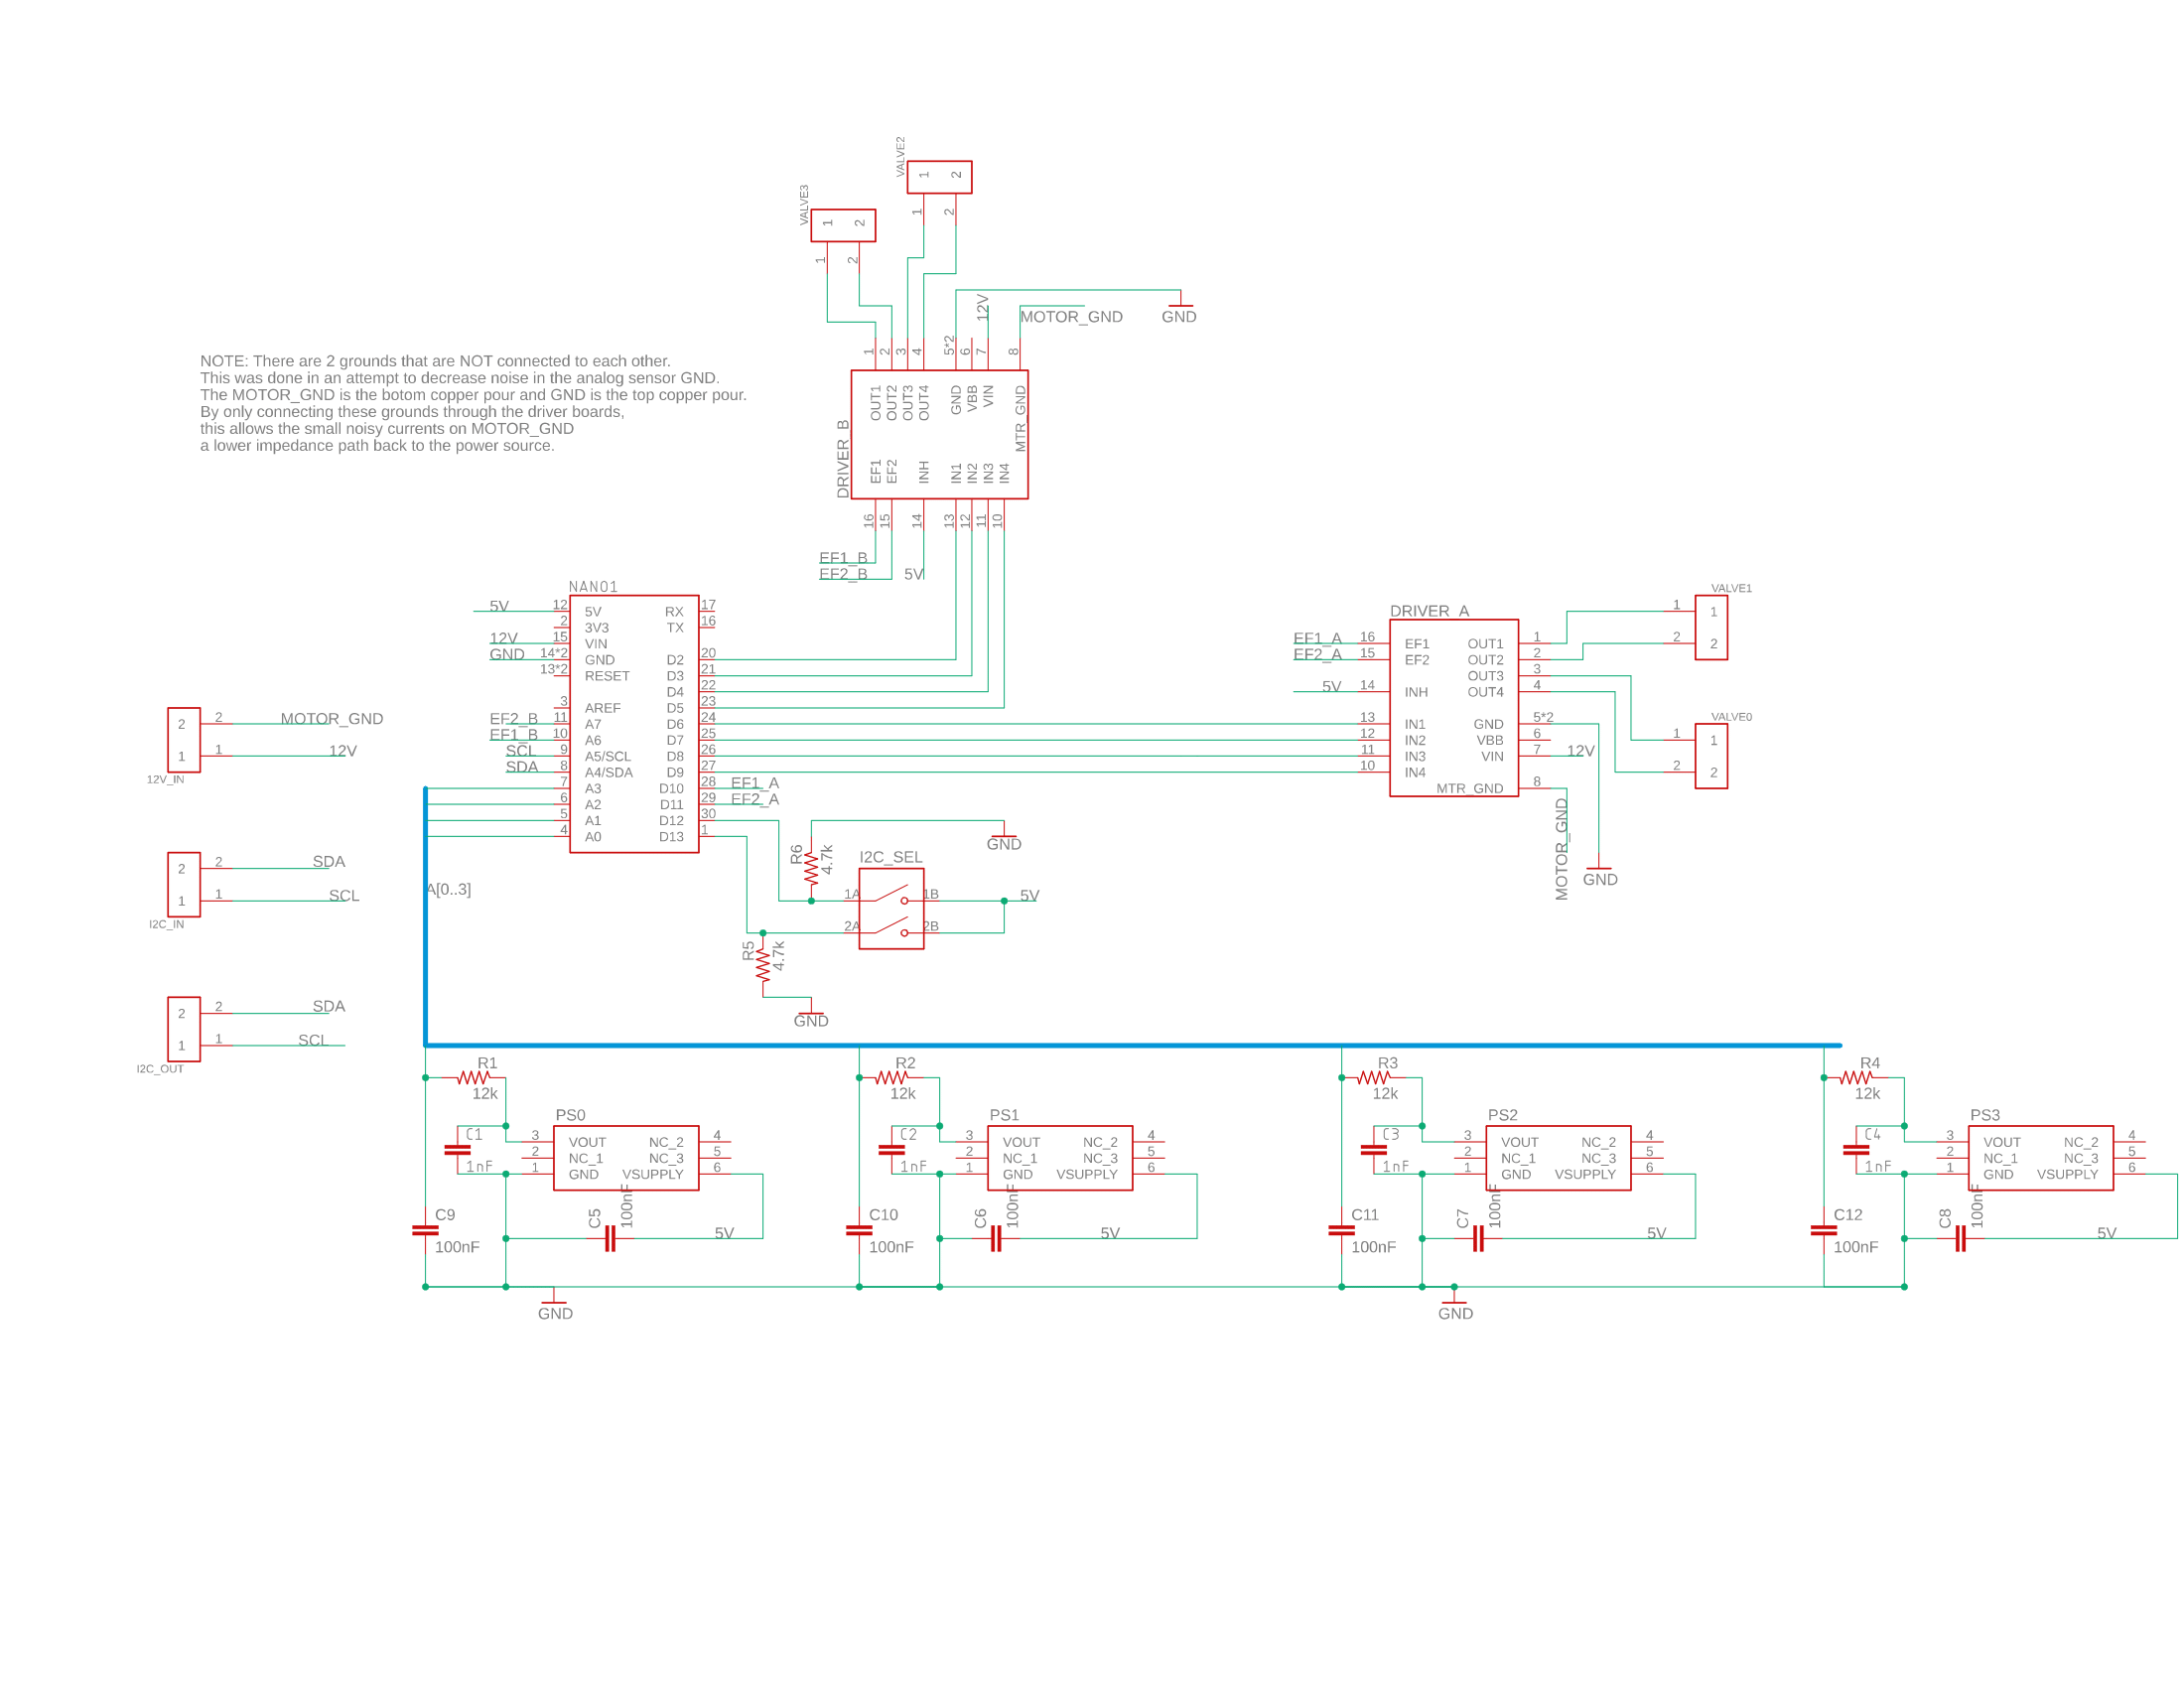 VALVE2
1 2
1 2
VALVE3
1 2
1 2
12V
MOTOR_GND
GND
1 2 3 4 5*2 6 7 8
OUT1 OUT2 OUT3 OUT4 GND VBB VIN MTR_GND
DRIVER_B
EF1 EF2 INH IN1 IN2 IN3 IN4
16 15 14 13 12 11 10
EF1_B
EF2_B
5V
NOTE: There are 2 grounds that are NOT connected to each other.
This was done in an attempt to decrease noise in the analog sensor GND.
The MOTOR_GND is the botom copper pour and GND is the top copper pour.
By only connecting these grounds through the driver boards,
this allows the small noisy currents on MOTOR_GND
a lower impedance path back to the power source.
NANO1
5V 12 5V RX 17
2 3V3 TX 16
12V 15 VIN
GND 14*2 GND D2 20
13*2 RESET D3 21
D4 22
3 AREF D5 23
EF2_B 11 A7 D6 24
EF1_B 10 A6 D7 25
SCL 9 A5/SCL D8 26
SDA 8 A4/SDA D9 27
7 A3 D10 28 EF1_A
6 A2 D11 29 EF2_A
5 A1 D12 30
4 A0 D13 1
DRIVER_A
EF1_A 16 EF1 OUT1 1
EF2_A 15 EF2 OUT2 2
OUT3 3
5V 14 INH OUT4 4
13 IN1 GND 5*2
12 IN2 VBB 6
11 IN3 VIN 7 12V
10 IN4
MTR_GND 8
MOTOR_GND
GND
VALVE1
1 1
2 2
VALVE0
1 1
2 2
2 2 MOTOR_GND
1 1 12V
12V_IN
2 2 SDA
1 1 SCL
I2C_IN
2 2 SDA
1 1 SCL
I2C_OUT
A[0..3]
R6
4.7k
GND
I2C_SEL
1A 1B 5V
2A 2B
R5
4.7k
GND
R1
12k
PS0
C1
1nF
3 VOUT NC_2 4
2 NC_1 NC_3 5
1 GND VSUPPLY 6
C9
100nF
C5
100nF
5V
GND
R2
12k
PS1
C2
1nF
3 VOUT NC_2 4
2 NC_1 NC_3 5
1 GND VSUPPLY 6
C10
100nF
C6
100nF
5V
R3
12k
PS2
C3
1nF
3 VOUT NC_2 4
2 NC_1 NC_3 5
1 GND VSUPPLY 6
C11
100nF
C7
100nF
5V
GND
R4
12k
PS3
C4
1nF
3 VOUT NC_2 4
2 NC_1 NC_3 5
1 GND VSUPPLY 6
C12
100nF
C8
100nF
5V